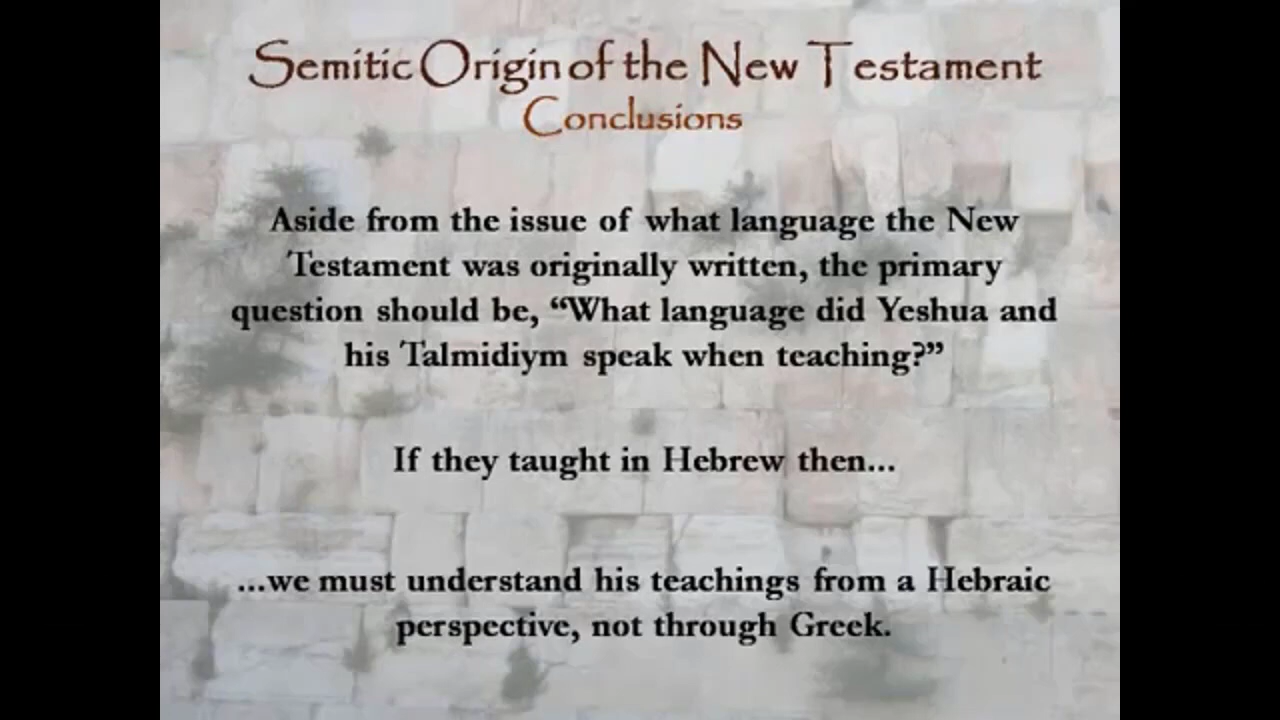 Semitic Origin of the New Testament
Conclusions
Aside from the issue of what language the New
Testament was originally written, the primary
question should be, “What language did Yeshua and
his Talmidiym speak when teaching?”
If they taught in Hebrew then...
...we must understand his teachings from a Hebraic
perspective, not through Greek.